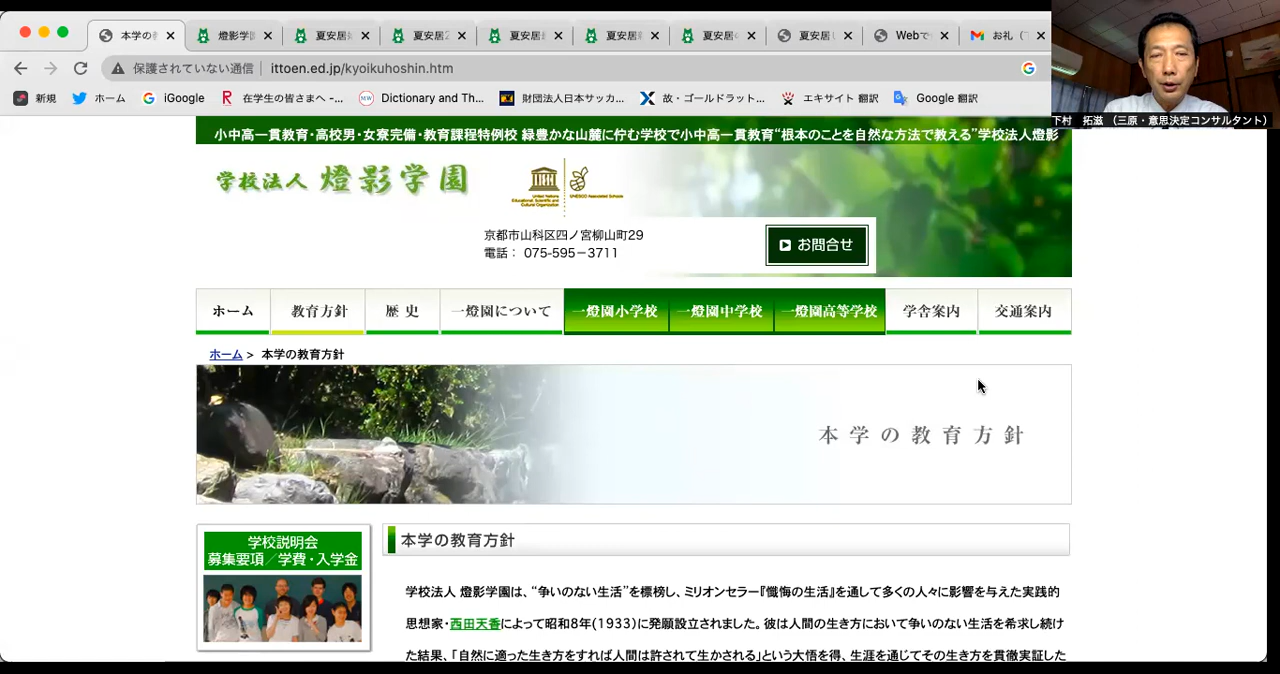 本学の教
燈影学園
夏安居
夏安居2
夏安居
夏安居
夏安居
夏安居
Webで
お礼（
保護されていない通信 ittoen.ed.jp/kyoikuhoshin.htm
新規 ホーム iGoogle 在学生の皆さまへ -... Dictionary and Th... 財団法人日本サッカ... 故・ゴールドラット... エキサイト 翻訳 Google 翻訳
下村 拓滋（三原・意思決定コンサルタント）
小中高一貫教育・高校男・女寮完備・教育課程特例校 緑豊かな山麓に佇む学校で小中高一貫教育“根本のことを自然な方法で教える”学校法人燈影
学校法人 燈影学園
United Nations
Educational, Scientific and
Cultural Organization
UNESCO Associated Schools
京都市山科区四ノ宮柳山町29
電話： 075-595－3711
お問合せ
ホーム 教育方針 歴 史 一燈園について 一燈園小学校 一燈園中学校 一燈園高等学校 学舎案内 交通案内
ホーム > 本学の教育方針
本学の教育方針
学校説明会
募集要項／学費・入学金
本学の教育方針
学校法人 燈影学園は、“争いのない生活”を標榜し、ミリオンセラー『懺悔の生活』を通して多くの人々に影響を与えた実践的
思想家・西田天香によって昭和8年(1933)に発願設立されました。彼は人間の生き方において争いのない生活を希求し続け
た結果、「自然に適った生き方をすれば人間は許されて生かされる」という大悟を得、生涯を通じてその生き方を貫徹実証した